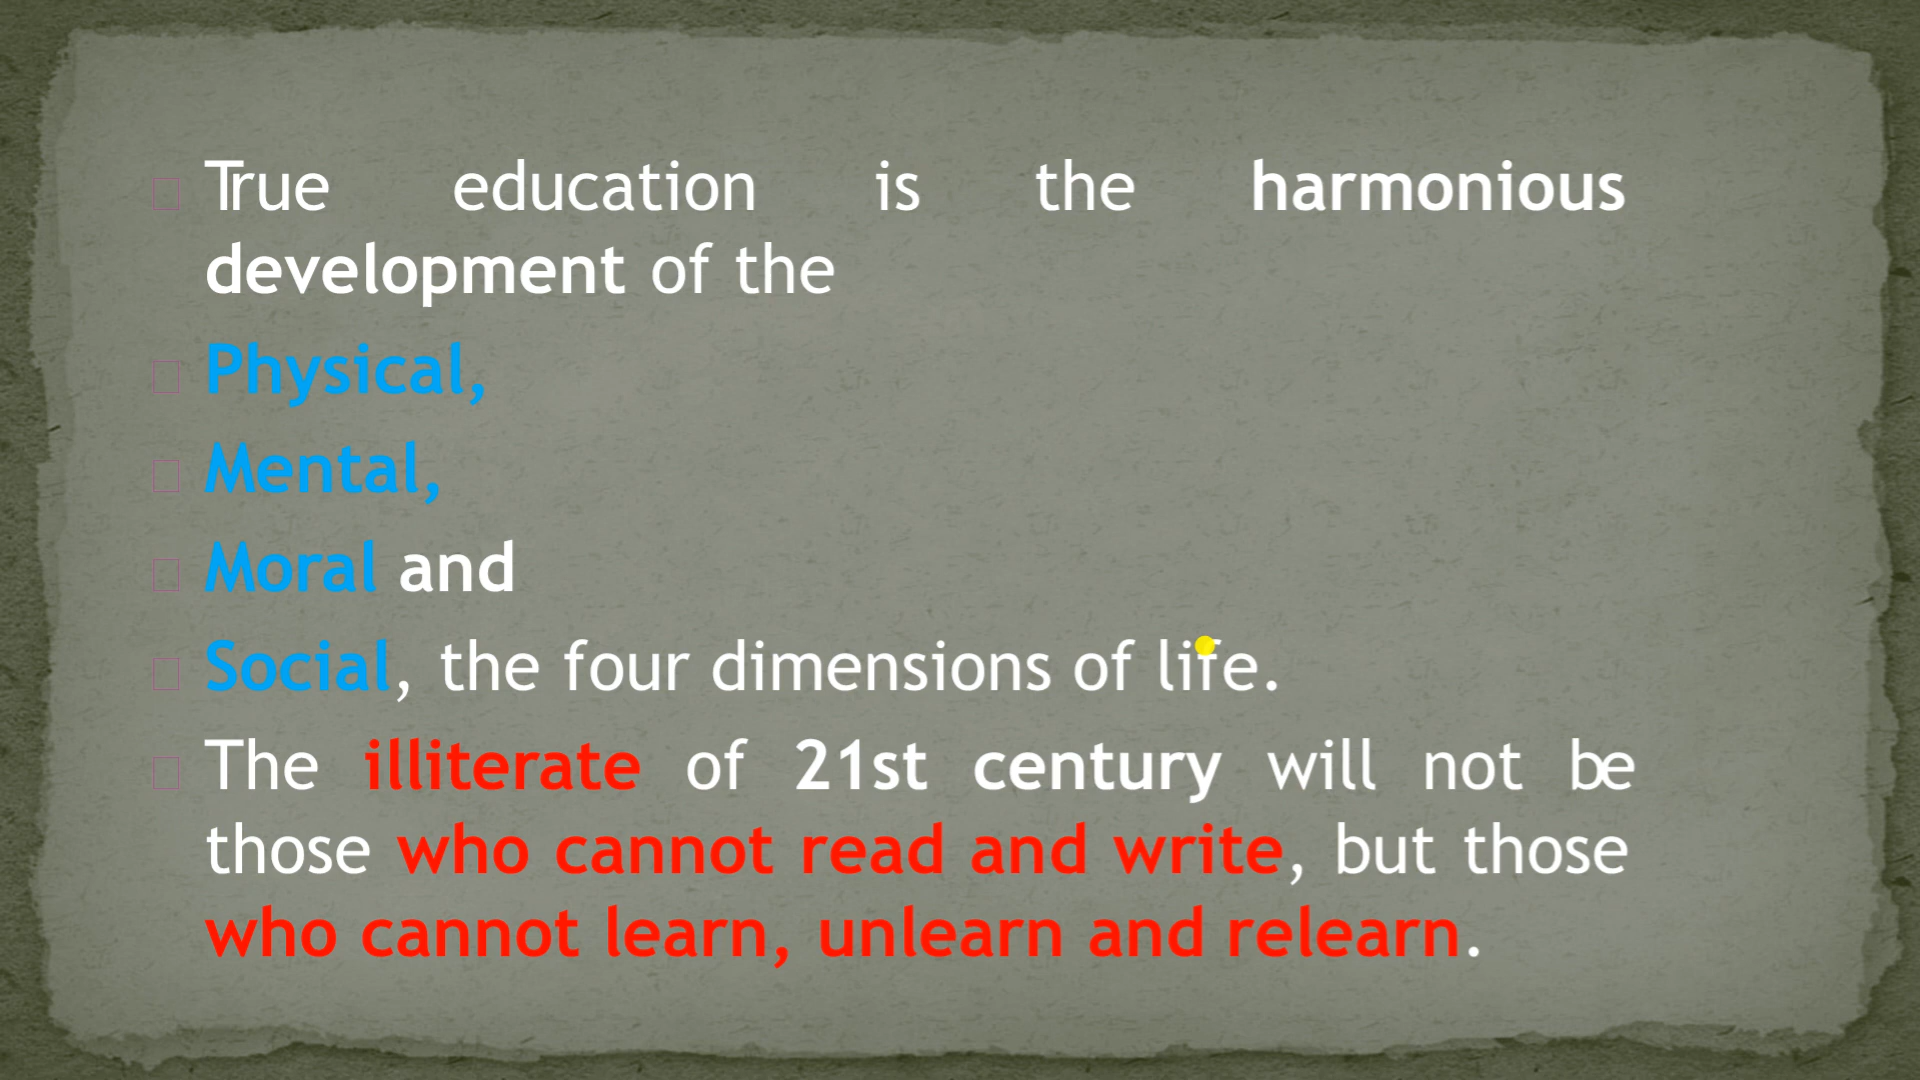 True education is the harmonious
development of the
Physical,
Mental,
Moral and
Social, the four dimensions of life.
The illiterate of 21st century will not be
those who cannot read and write, but those
who cannot learn, unlearn and relearn.